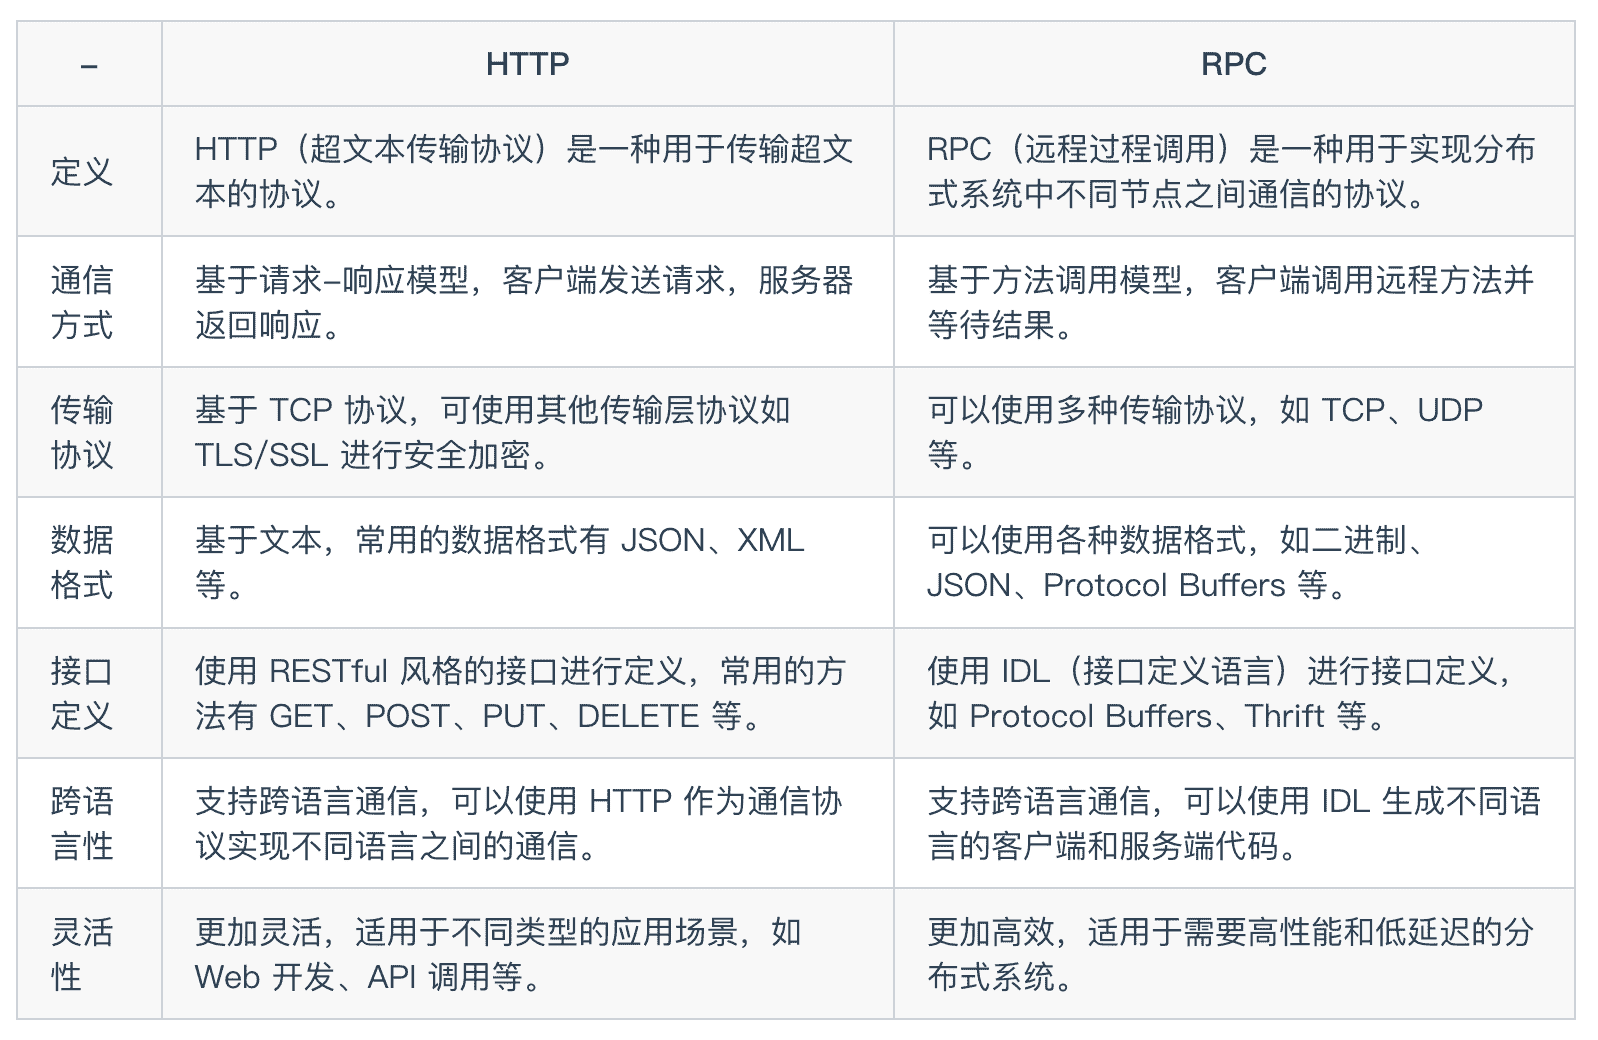 –
HTTP
RPC
定义
HTTP（超文本传输协议）是一种用于传输超文
本的协议。
RPC（远程过程调用）是一种用于实现分布
式系统中不同节点之间通信的协议。
通信
方式
基于请求–响应模型，客户端发送请求，服务器
返回响应。
基于方法调用模型，客户端调用远程方法并
等待结果。
传输
协议
基于 TCP 协议，可使用其他传输层协议如
TLS/SSL 进行安全加密。
可以使用多种传输协议，如 TCP、UDP
等。
数据
格式
基于文本，常用的数据格式有 JSON、XML
等。
可以使用各种数据格式，如二进制、
JSON、Protocol Buffers 等。
接口
定义
使用 RESTful 风格的接口进行定义，常用的方
法有 GET、POST、PUT、DELETE 等。
使用 IDL（接口定义语言）进行接口定义，
如 Protocol Buffers、Thrift 等。
跨语
言性
支持跨语言通信，可以使用 HTTP 作为通信协
议实现不同语言之间的通信。
支持跨语言通信，可以使用 IDL 生成不同语
言的客户端和服务端代码。
灵活
性
更加灵活，适用于不同类型的应用场景，如
Web 开发、API 调用等。
更加高效，适用于需要高性能和低延迟的分
布式系统。